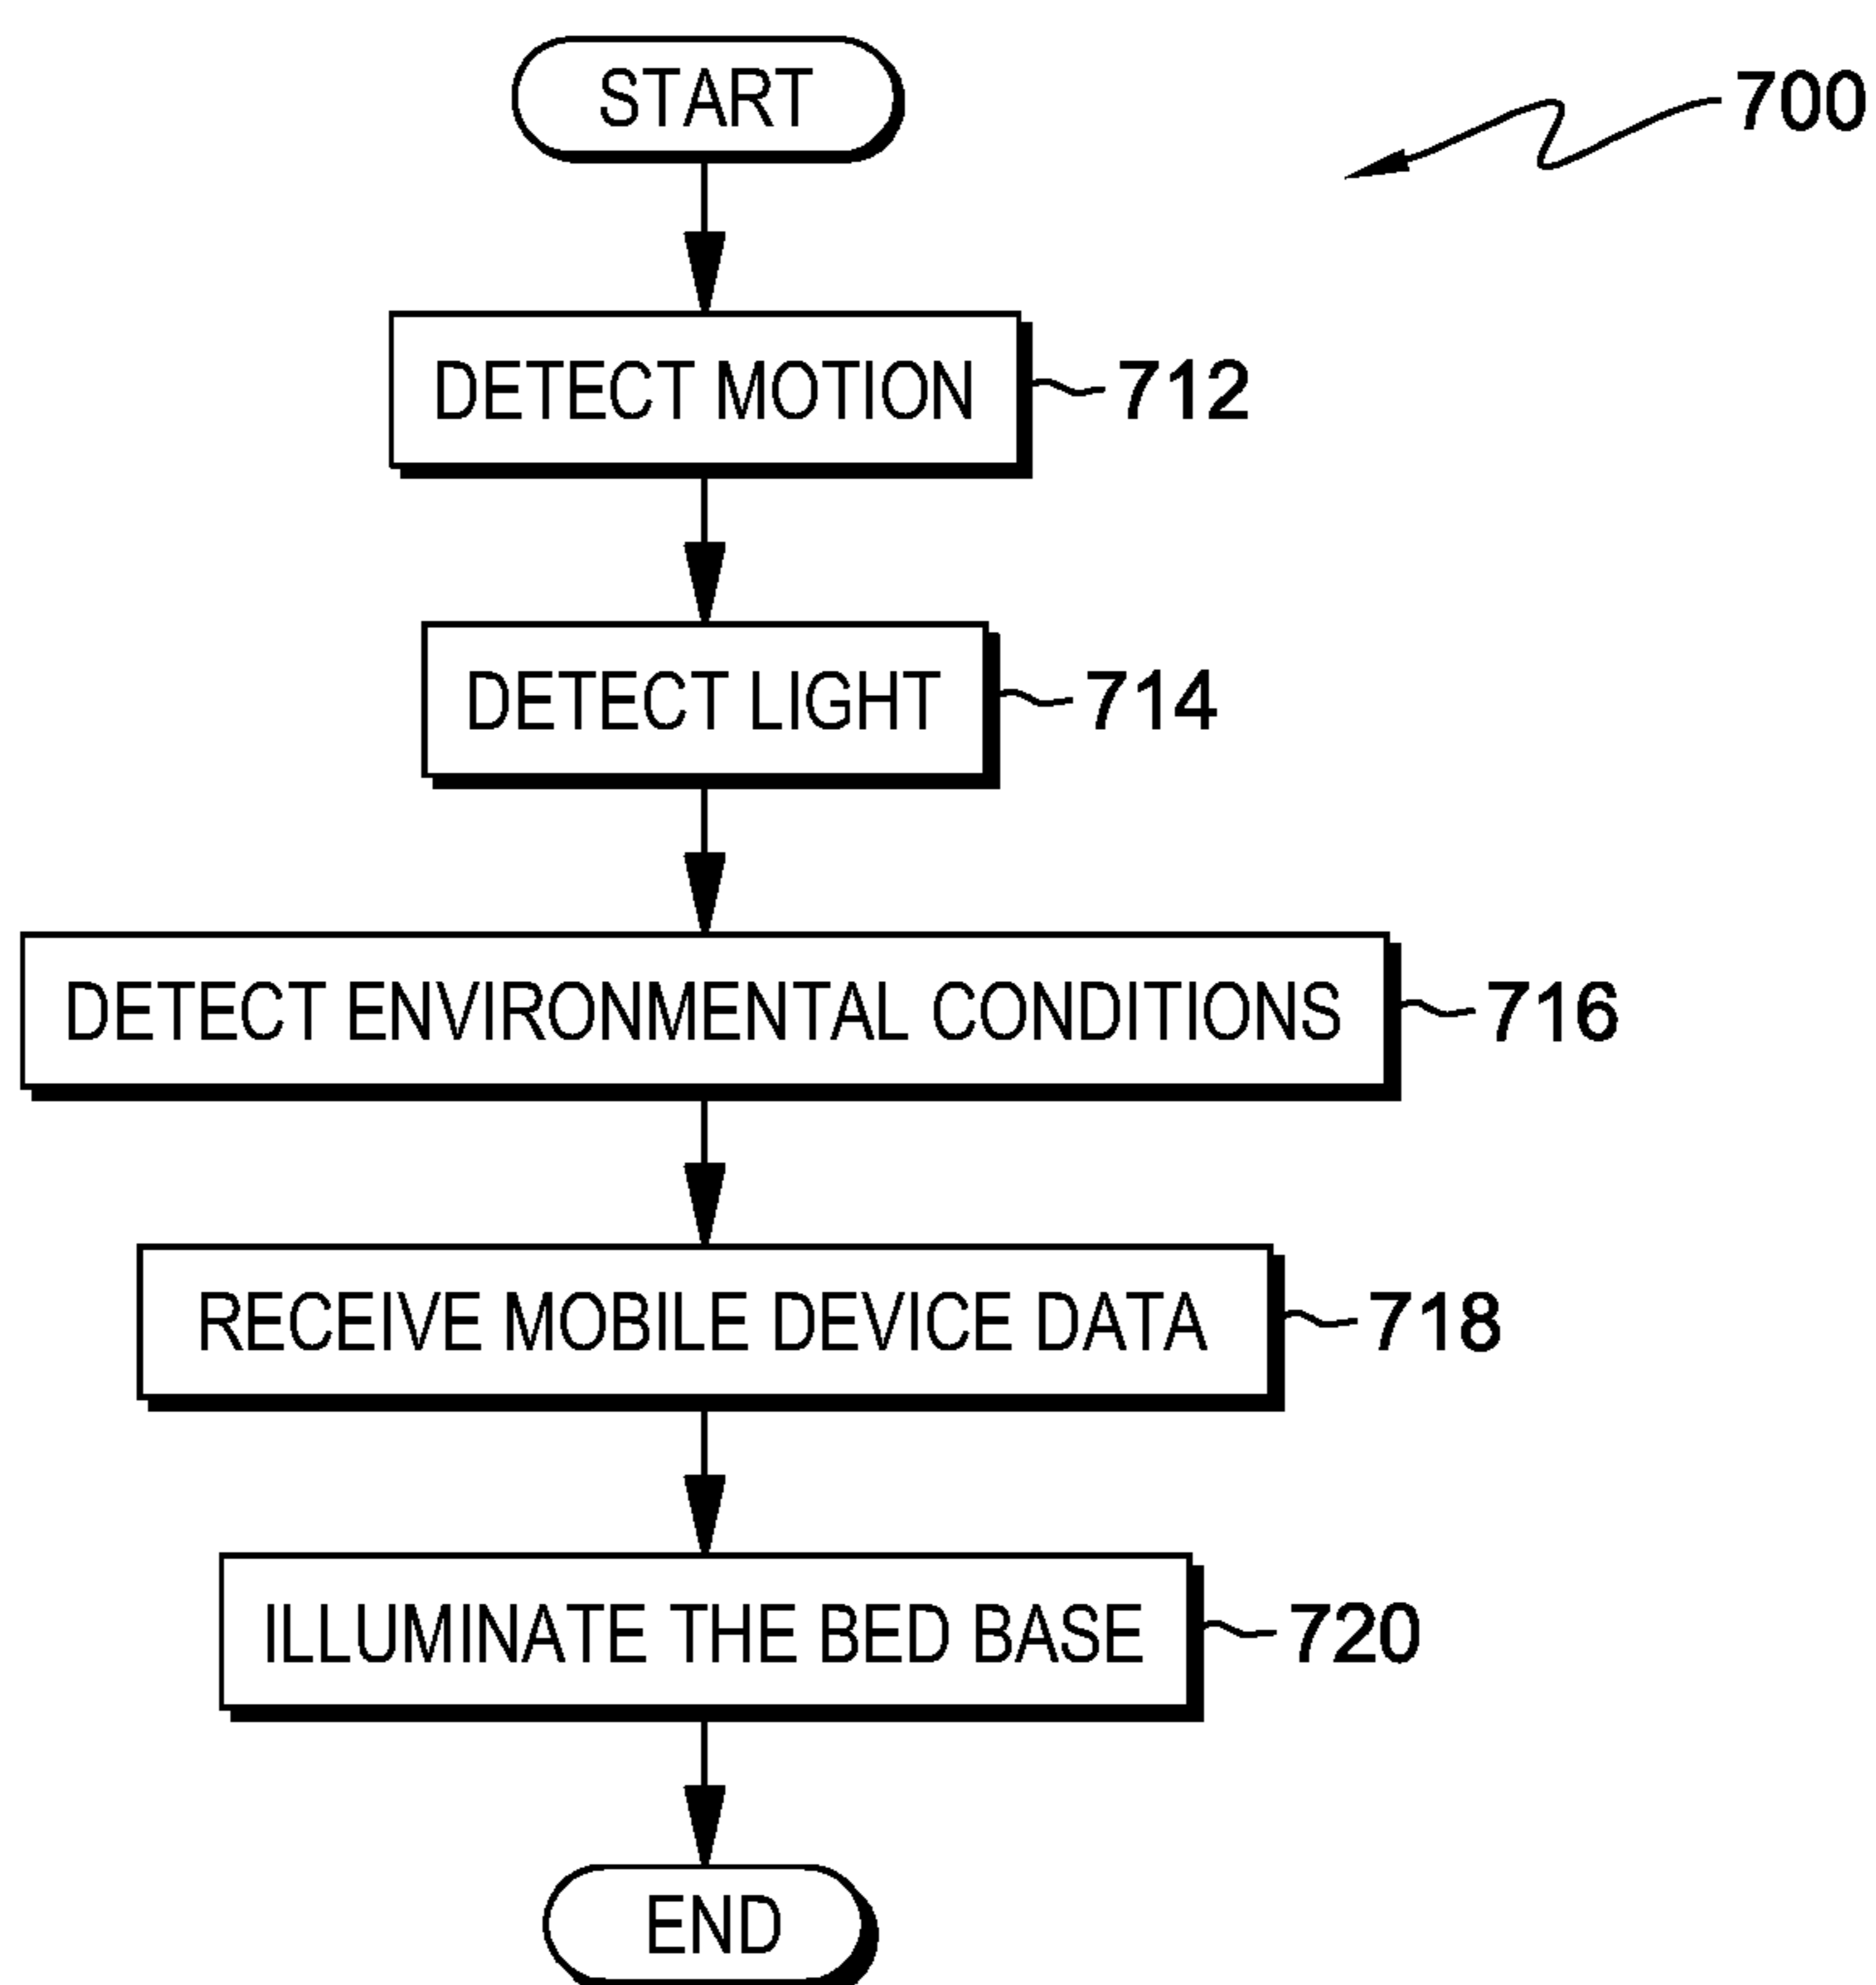 START
700
DETECT MOTION
712
DETECT LIGHT
714
DETECT ENVIRONMENTAL CONDITIONS
716
RECEIVE MOBILE DEVICE DATA
718
ILLUMINATE THE BED BASE
720
END